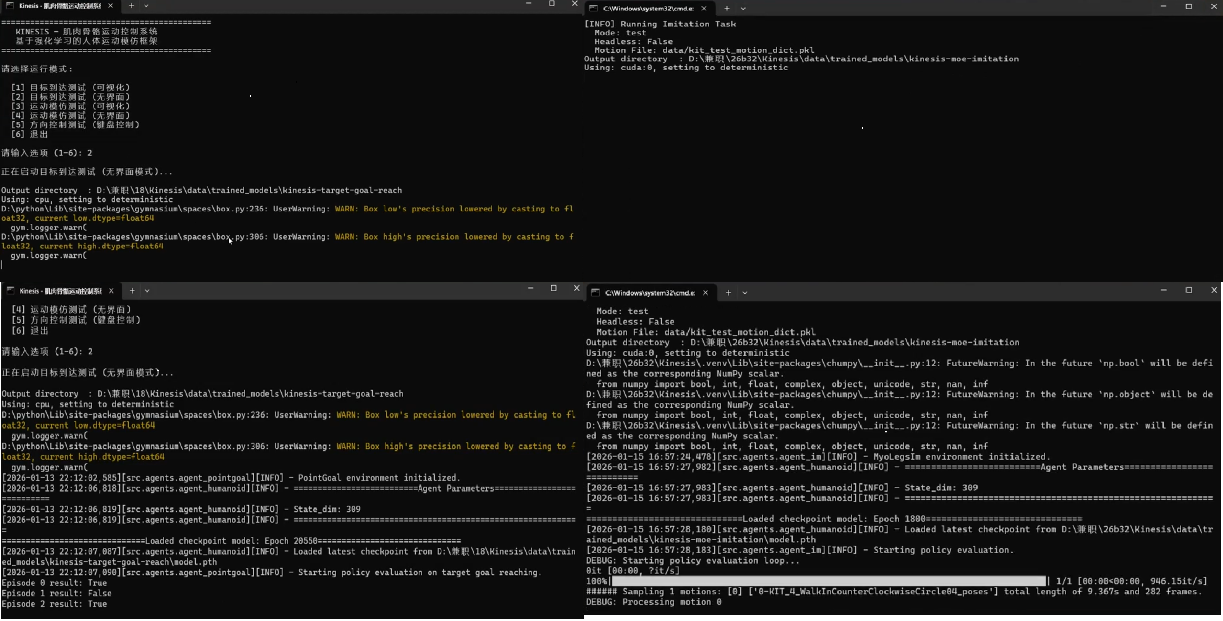 Kinesis - 肌肉骨骼运动控制系
==========================================
KINESIS - 肌肉骨骼运动控制系统
基于强化学习的人体运动模仿框架
==========================================
请选择运行模式:
[1] 目标到达测试 (可视化)
[2] 目标到达测试 (无界面)
[3] 运动模仿测试 (可视化)
[4] 运动模仿测试 (无界面)
[5] 方向控制测试 (键盘控制)
[6] 退出
请输入选项 (1-6): 2
正在启动目标到达测试 (无界面模式)...
Output directory  : D:\兼职\18\Kinesis\data\trained_models\kinesis-target-goal-reach
Using: cpu, setting to deterministic
D:\python\Lib\site-packages\gymnasium\spaces\box.py:236: UserWarning: WARN: Box low's precision lowered by casting to fl
oat32, current low.dtype=float64
gym.logger.warn(
D:\python\Lib\site-packages\gymnasium\spaces\box.py:306: UserWarning: WARN: Box high's precision lowered by casting to f
loat32, current high.dtype=float64
gym.logger.warn(
C:\Windows\system32\cmd.e:
[INFO] Running Imitation Task
Mode: test
Headless: False
Motion File: data/kit_test_motion_dict.pkl
Output directory  : D:\兼职\26b32\Kinesis\data\trained_models\kinesis-moe-imitation
Using: cuda:0, setting to deterministic
Kinesis - 肌肉骨骼运动控制系
[4] 运动模仿测试 (无界面)
[5] 方向控制测试 (键盘控制)
[6] 退出
请输入选项 (1-6): 2
正在启动目标到达测试 (无界面模式)...
Output directory  : D:\兼职\18\Kinesis\data\trained_models\kinesis-target-goal-reach
Using: cpu, setting to deterministic
D:\python\Lib\site-packages\gymnasium\spaces\box.py:236: UserWarning: WARN: Box low's precision lowered by casting to fl
oat32, current low.dtype=float64
gym.logger.warn(
D:\python\Lib\site-packages\gymnasium\spaces\box.py:306: UserWarning: WARN: Box high's precision lowered by casting to f
loat32, current high.dtype=float64
gym.logger.warn(
[2026-01-13 22:12:02,585][src.agents.agent_pointgoal][INFO] - PointGoal environment initialized.
[2026-01-13 22:12:06,818][src.agents.agent_humanoid][INFO] - =========================Agent Parameters================
==========
[2026-01-13 22:12:06,819][src.agents.agent_humanoid][INFO] - State_dim: 309
[2026-01-13 22:12:06,819][src.agents.agent_humanoid][INFO] - =========================================================
=
=============================Loaded checkpoint model: Epoch 20550=============================
[2026-01-13 22:12:07,087][src.agents.agent_humanoid][INFO] - Loaded latest checkpoint from D:\兼职\18\Kinesis\data\train
ed_models\kinesis-target-goal-reach\model.pth
[2026-01-13 22:12:07,090][src.agents.agent_pointgoal][INFO] - Starting policy evaluation on target goal reaching.
Episode 0 result: True
Episode 1 result: False
Episode 2 result: True
C:\Windows\system32\cmd.e:
Mode: test
Headless: False
Motion File: data/kit_test_motion_dict.pkl
Output directory  : D:\兼职\26b32\Kinesis\data\trained_models\kinesis-moe-imitation
Using: cuda:0, setting to deterministic
D:\兼职\26b32\Kinesis\.venv\Lib\site-packages\chumpy\__init__.py:12: FutureWarning: In the future `np.bool` will be defi
ned as the corresponding NumPy scalar.
from numpy import bool, int, float, complex, object, unicode, str, nan, inf
D:\兼职\26b32\Kinesis\.venv\Lib\site-packages\chumpy\__init__.py:12: FutureWarning: In the future `np.object` will be de
fined as the corresponding NumPy scalar.
from numpy import bool, int, float, complex, object, unicode, str, nan, inf
D:\兼职\26b32\Kinesis\.venv\Lib\site-packages\chumpy\__init__.py:12: FutureWarning: In the future `np.str` will be defin
ed as the corresponding NumPy scalar.
from numpy import bool, int, float, complex, object, unicode, str, nan, inf
[2026-01-15 16:57:24,478][src.agents.agent_im][INFO] - MyoLegsIm environment initialized.
[2026-01-15 16:57:27,982][src.agents.agent_humanoid][INFO] - =========================Agent Parameters================
==========
[2026-01-15 16:57:27,983][src.agents.agent_humanoid][INFO] - State_dim: 309
[2026-01-15 16:57:27,983][src.agents.agent_humanoid][INFO] - =========================================================
=
=============================Loaded checkpoint model: Epoch 1800=============================
[2026-01-15 16:57:28,180][src.agents.agent_humanoid][INFO] - Loaded latest checkpoint from D:\兼职\26b32\Kinesis\data\tr
ained_models\kinesis-moe-imitation\model.pth
[2026-01-15 16:57:28,183][src.agents.agent_im][INFO] - Starting policy evaluation.
DEBUG: Starting policy evaluation loop...
0it [00:00, ?it/s]
100%| | 1/1 [00:00<00:00, 946.15it/s]
###### Sampling 1 motions: [0] ['0-KIT_4_WalkInCounterClockwiseCircle04_poses'] total length of 9.367s and 282 frames.
DEBUG: Processing motion 0